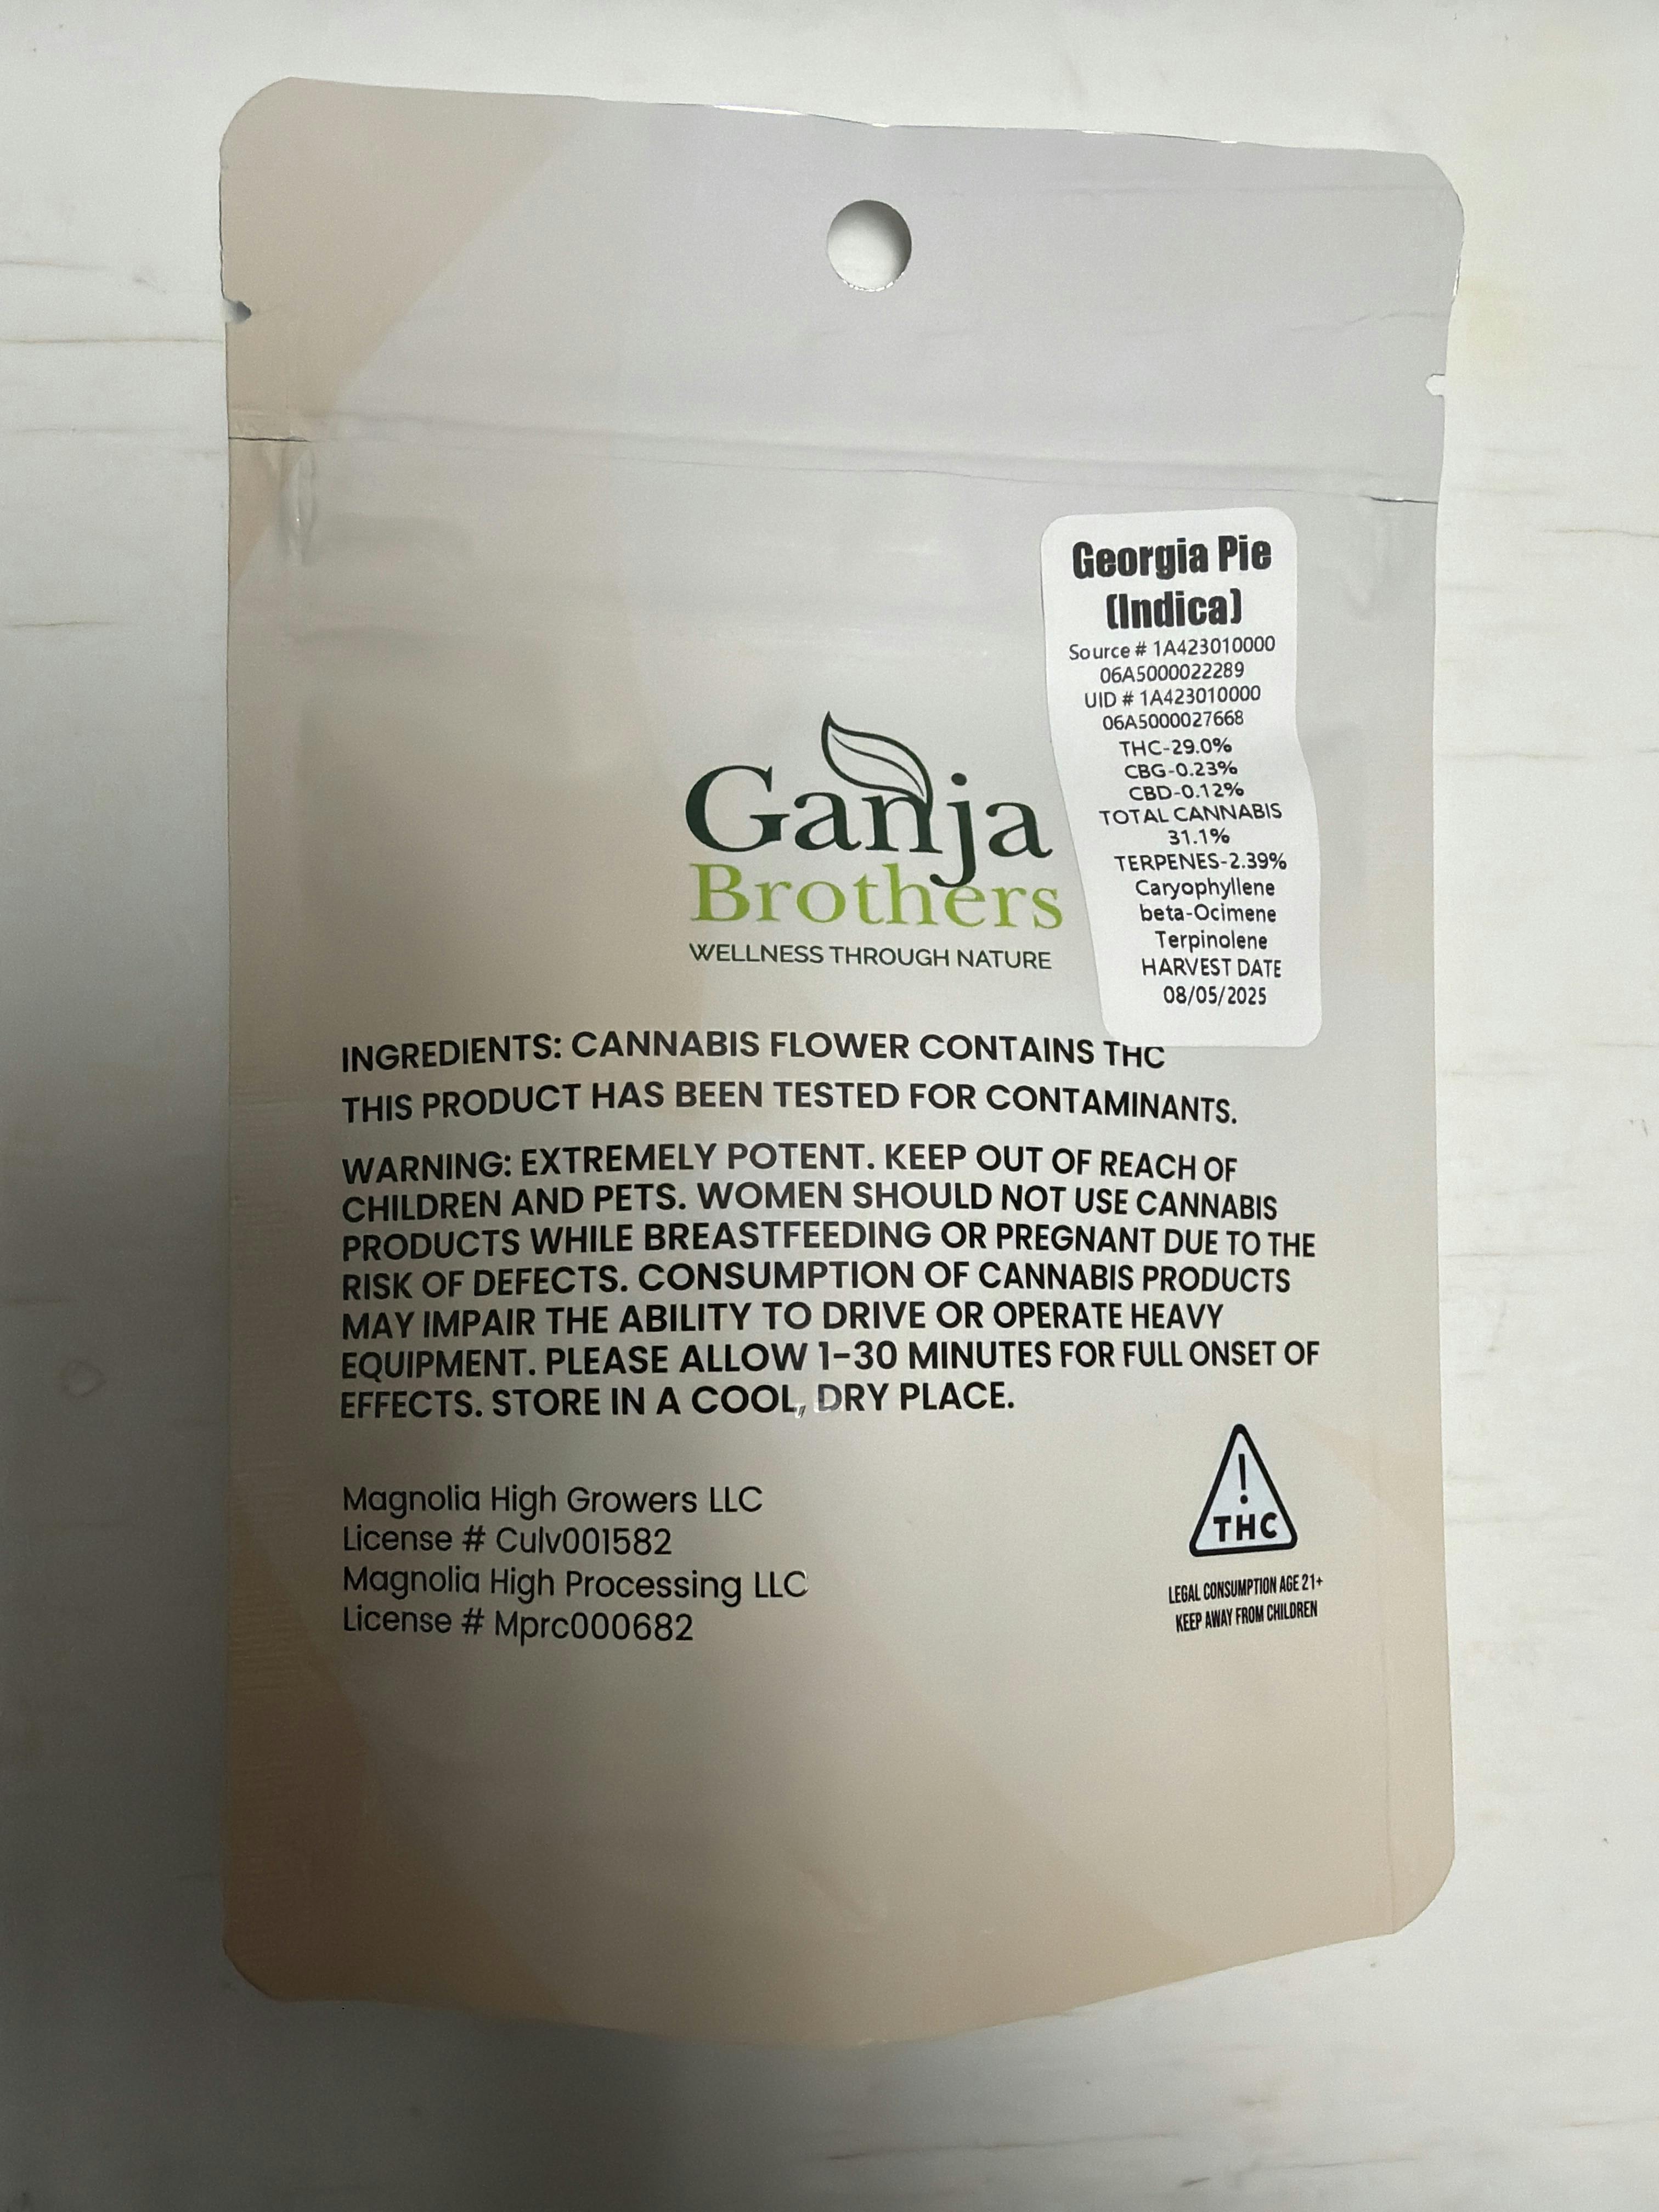 Georgia Pie
(Indica)
Source # 1A423010000
06A5000022289
UID # 1A423010000
06A5000027668
THC-29.0%
CBG-0.23%
CBD-0.12%
TOTAL CANNABIS
31.1%
TERPENES-2.39%
Caryophyllene
beta-Ocimene
Terpinolene
HARVEST DATE
08/05/2025
Ganja
Brothers
WELLNESS THROUGH NATURE
INGREDIENTS: CANNABIS FLOWER CONTAINS THC
THIS PRODUCT HAS BEEN TESTED FOR CONTAMINANTS.
WARNING: EXTREMELY POTENT. KEEP OUT OF REACH OF
CHILDREN AND PETS. WOMEN SHOULD NOT USE CANNABIS
PRODUCTS WHILE BREASTFEEDING OR PREGNANT DUE TO THE
RISK OF DEFECTS. CONSUMPTION OF CANNABIS PRODUCTS
MAY IMPAIR THE ABILITY TO DRIVE OR OPERATE HEAVY
EQUIPMENT. PLEASE ALLOW 1-30 MINUTES FOR FULL ONSET OF
EFFECTS. STORE IN A COOL, DRY PLACE.
Magnolia High Growers LLC
License # Culv001582
Magnolia High Processing LLC
License # Mprc000682
!
THC
LEGAL CONSUMPTION AGE 21+
KEEP AWAY FROM CHILDREN